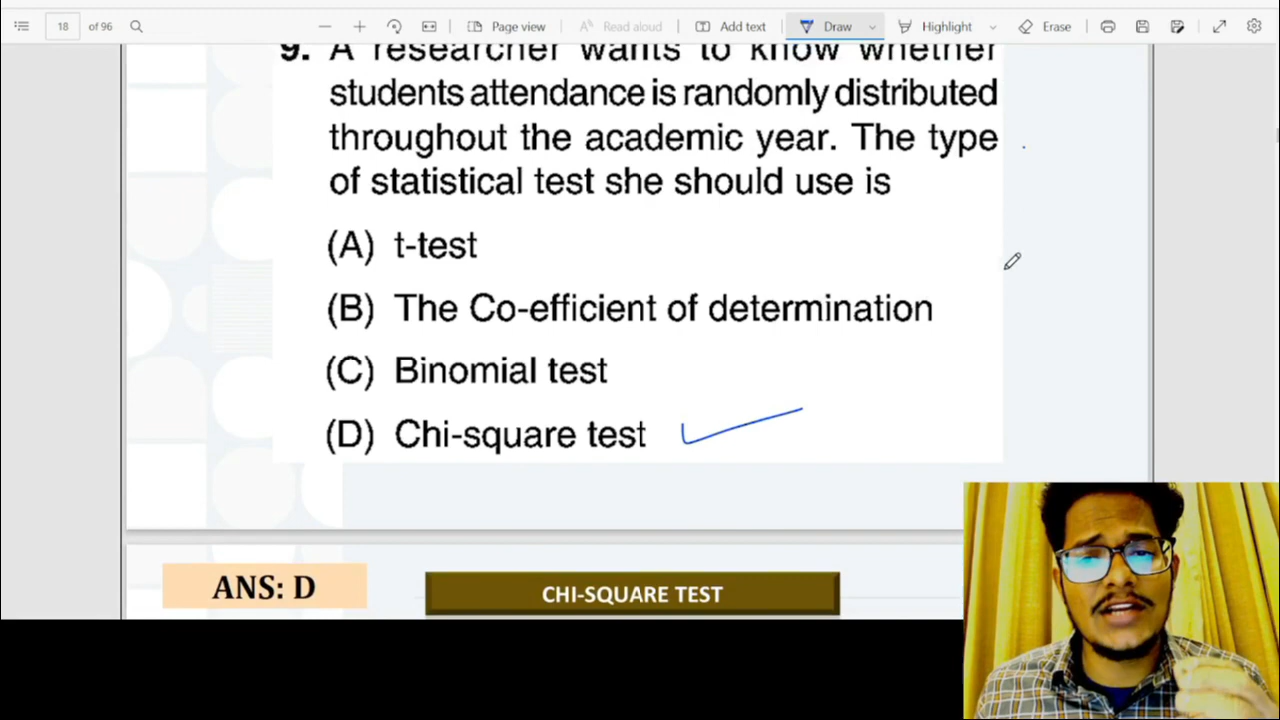 18 of 96 Page view Read aloud Add text Draw Highlight Erase
9. A researcher wants to know whether
students attendance is randomly distributed
throughout the academic year. The type
of statistical test she should use is
(A) t-test
(B) The Co-efficient of determination
(C) Binomial test
(D) Chi-square test
ANS: D
CHI-SQUARE TEST